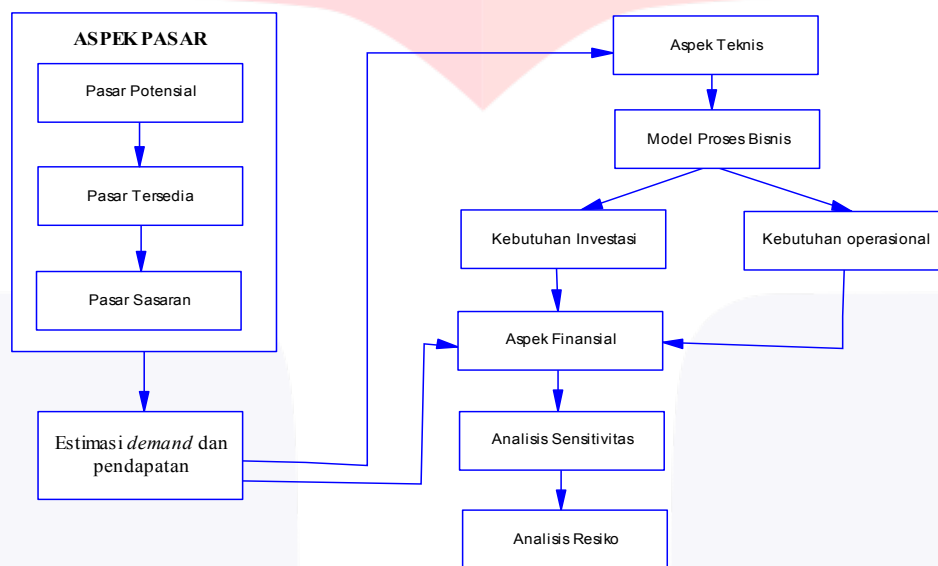 ASPEK PASAR
Pasar Potensial
Pasar Tersedia
Pasar Sasaran
Estimasi demand dan
pendapatan
Aspek Teknis
Model Proses Bisnis
Kebutuhan Investasi
Kebutuhan operasional
Aspek Finansial
Analisis Sensitivitas
Analisis Resiko